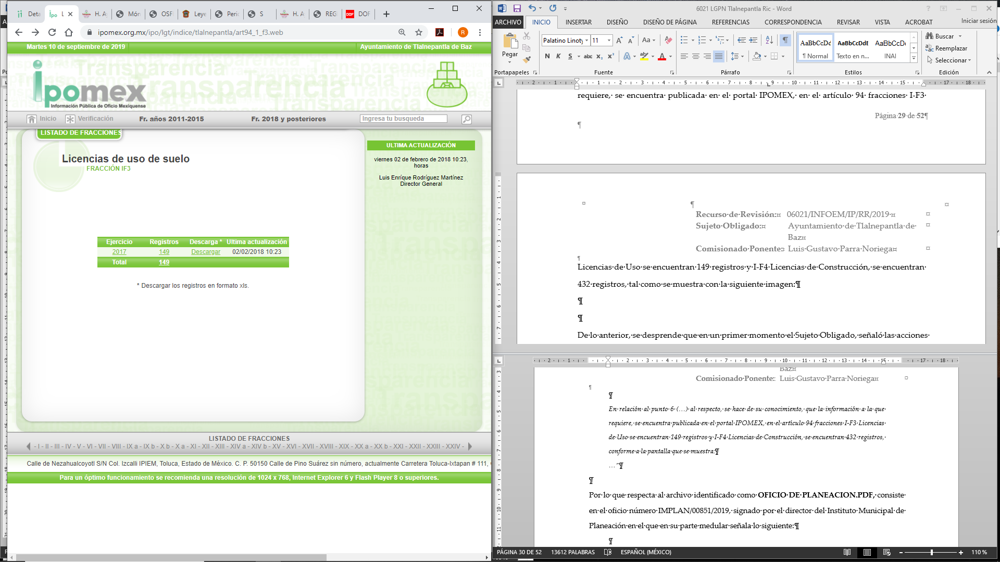 Deta
L
H. A
Món
OSF
Leye
Peric
S
H. A
REG
DOF
ipomex.org.mx/ipo/lgt/indice/tlalnepantla/art94_1_f3.web
R
Martes 10 de septiembre de 2019
Ayuntamiento de Tlalnepantla de Baz
ipomex
Información Pública de Oficio Mexiquense
Inicio
Verificación
Fr. años 2011-2015
Fr. 2018 y posteriores
Ingresa tu busqueda
LISTADO DE FRACCIONES
Licencias de uso de suelo
FRACCIÓN IF3
ULTIMA ACTUALIZACIÓN
viernes 02 de febrero de 2018 10:23,
horas
Luis Enríque Rodríguez Martínez
Director General
Ejercicio Registros Descarga * Ultima actualización
2017 149 Descargar 02/02/2018 10:23
Total 149
* Descargar los registros en formato xls.
LISTADO DE FRACCIONES
- I - II - III - IV - V - VI - VII - VIII - IX a - IX b - X b - X a - XI - XII - XIII - XIV a - XIV b - XV - XVI - XVII - XVIII - XIX - XX a - XX b - XXI - XXII - XXIII - XXIV -
Calle de Nezahualcoyotl S/N Col. Izcalli IPIEM, Toluca, Estado de México. C. P. 50150 Calle de Pino Suárez sin número, actualmente Carretera Toluca-Ixtapan # 111,
Para un óptimo funcionamiento se recomienda una resolución de 1024 x 768, Internet Explorer 6 y Flash Player 8 o superiores.
6021 LGPN Tlalnepantla Ric - Word
ARCHIVO INICIO INSERTAR DISEÑO DISEÑO DE PÁGINA REFERENCIAS CORRESPONDENCIA REVISAR VISTA ACROBAT Iniciar sesión
Pegar
Palatino Linoty 11
N K S abc x₂ x²
AaBbCcDd AaBbCcDdE AaBbCcDc
¶ Normal Texto en n... INAI
Buscar
Reemplazar
Seleccionar
Portapapeles Fuente Párrafo Estilos Edición
requiere, se encuentra publicada en el portal IPOMEX, en el artículo 94 fracciones I-F3
Página 29 de 52¶
¶
Recurso de Revisión:¤ 06021/INFOEM/IP/RR/2019 ¤
Sujeto Obligado:¤ Ayuntamiento de Tlalnepantla de
Baz¤
Comisionado Ponente: Luis Gustavo Parra Noriega¤
¶
Licencias de Uso se encuentran 149 registros y I-F4 Licencias de Construcción, se encuentran
432 registros, tal como se muestra con la siguiente imagen:¶
¶
¶
De lo anterior, se desprende que en un primer momento el Sujeto Obligado, señaló las acciones
Baz¤
Comisionado Ponente: Luis Gustavo Parra Noriega¤
¶
¶
En relación al punto 6 (…) al respecto, se hace de su conocimiento, que la información a la que
requiere, se encuentra publicada en el portal IPOMEX, en el artículo 94 fracciones I-F3 Licencias
de Uso se encuentran 149 registros y I-F4 Licencias de Construcción, se encuentran 432 registros,
conforme a la pantalla que se muestra:¶
…”¶
¶
Por lo que respecta al archivo identificado como OFICIO DE PLANEACION.PDF, consiste
en el oficio número IMPLAN/00851/2019, signado por el director del Instituto Municipal de
Planeación en el que en su parte medular señala lo siguiente:¶
¶
PÁGINA 30 DE 52 13612 PALABRAS ESPAÑOL (MÉXICO) 110 %